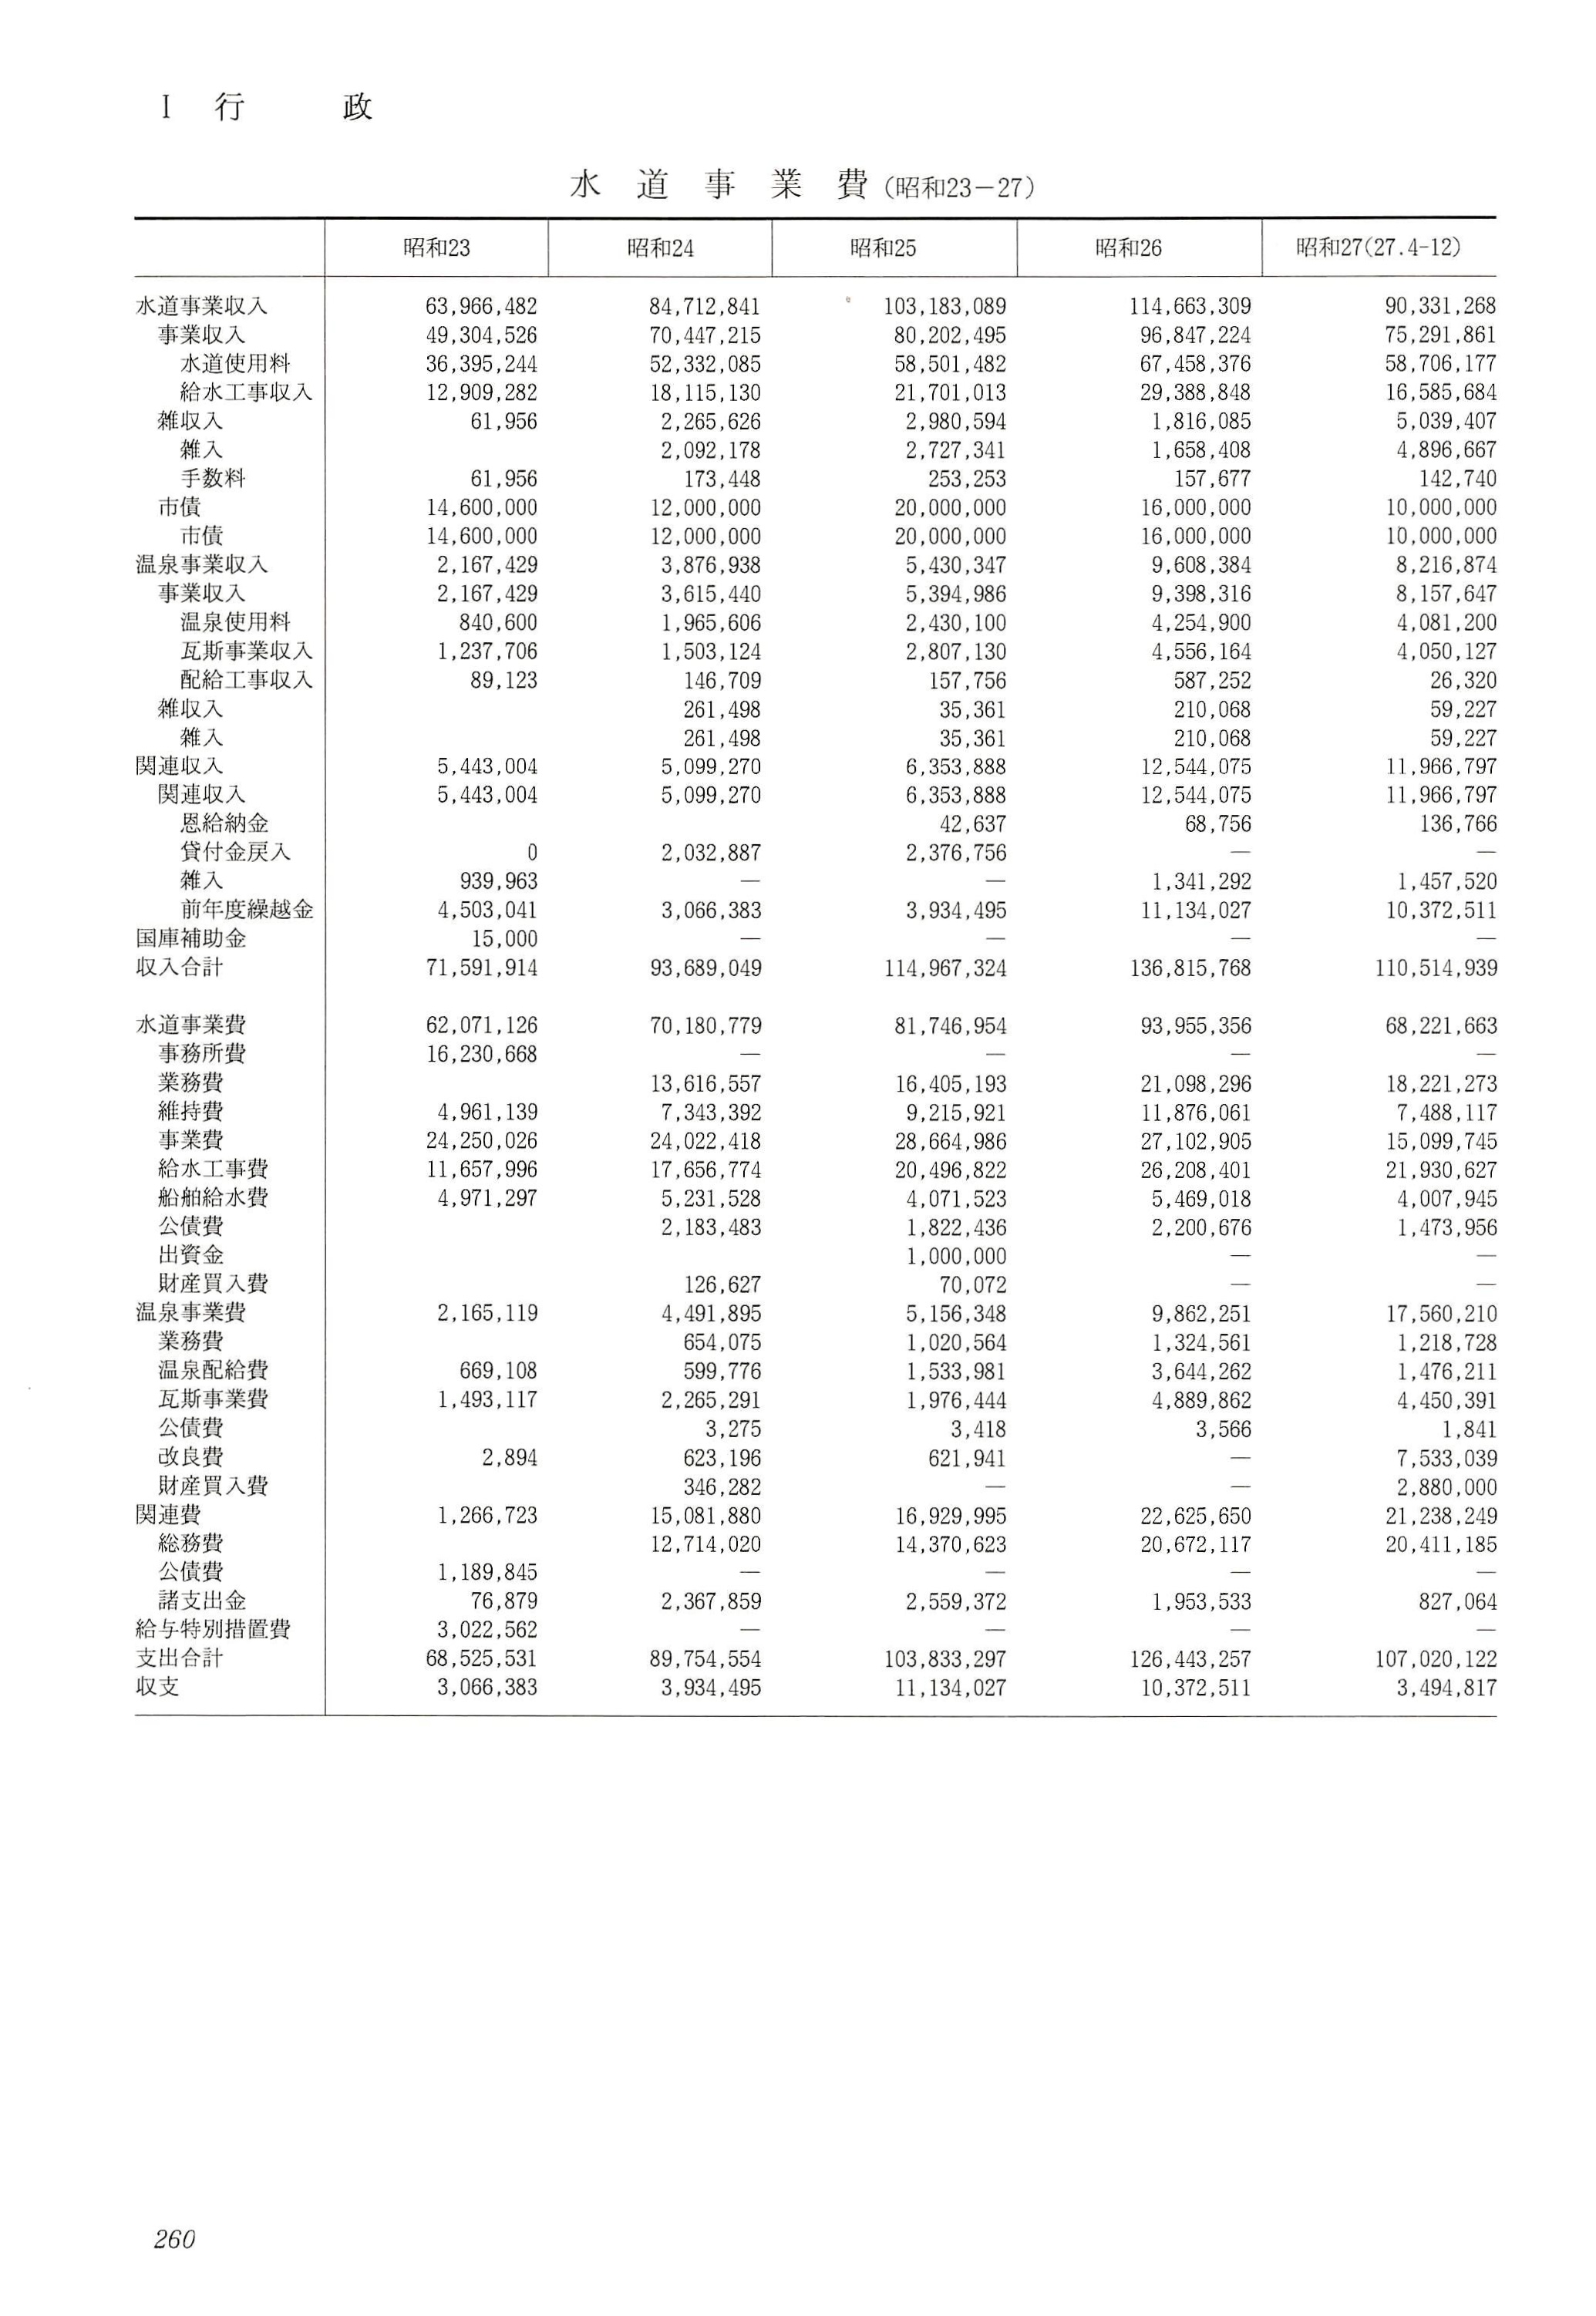 I 行 政
水道事業費(昭和23−27)
昭和23 昭和24 昭和25 昭和26 昭和27(27.4-12)
水道事業収入 63,966,482 84,712,841 103,183,089 114,663,309 90,331,268
事業収入 49,304,526 70,447,215 80,202,495 96,847,224 75,291,861
水道使用料 36,395,244 52,332,085 58,501,482 67,458,376 58,706,177
給水工事収入 12,909,282 18,115,130 21,701,013 29,388,848 16,585,684
雑収入 61,956 2,265,626 2,980,594 1,816,085 5,039,407
雑入 2,092,178 2,727,341 1,658,408 4,896,667
手数料 61,956 173,448 253,253 157,677 142,740
市債 14,600,000 12,000,000 20,000,000 16,000,000 10,000,000
市債 14,600,000 12,000,000 20,000,000 16,000,000 10,000,000
温泉事業収入 2,167,429 3,876,938 5,430,347 9,608,384 8,216,874
事業収入 2,167,429 3,615,440 5,394,986 9,398,316 8,157,647
温泉使用料 840,600 1,965,606 2,430,100 4,254,900 4,081,200
瓦斯事業収入 1,237,706 1,503,124 2,807,130 4,556,164 4,050,127
配給工事収入 89,123 146,709 157,756 587,252 26,320
雑収入 261,498 35,361 210,068 59,227
雑入 261,498 35,361 210,068 59,227
関連収入 5,443,004 5,099,270 6,353,888 12,544,075 11,966,797
関連収入 5,443,004 5,099,270 6,353,888 12,544,075 11,966,797
恩給納金 42,637 68,756 136,766
貸付金戻入 0 2,032,887 2,376,756 — —
雑入 939,963 — — 1,341,292 1,457,520
前年度繰越金 4,503,041 3,066,383 3,934,495 11,134,027 10,372,511
国庫補助金 15,000 — — — —
収入合計 71,591,914 93,689,049 114,967,324 136,815,768 110,514,939
水道事業費 62,071,126 70,180,779 81,746,954 93,955,356 68,221,663
事務所費 16,230,668 — — — —
業務費 13,616,557 16,405,193 21,098,296 18,221,273
維持費 4,961,139 7,343,392 9,215,921 11,876,061 7,488,117
事業費 24,250,026 24,022,418 28,664,986 27,102,905 15,099,745
給水工事費 11,657,996 17,656,774 20,496,822 26,208,401 21,930,627
船舶給水費 4,971,297 5,231,528 4,071,523 5,469,018 4,007,945
公債費 2,183,483 1,822,436 2,200,676 1,473,956
出資金 1,000,000 — —
財産買入費 126,627 70,072 — —
温泉事業費 2,165,119 4,491,895 5,156,348 9,862,251 17,560,210
業務費 654,075 1,020,564 1,324,561 1,218,728
温泉配給費 669,108 599,776 1,533,981 3,644,262 1,476,211
瓦斯事業費 1,493,117 2,265,291 1,976,444 4,889,862 4,450,391
公債費 3,275 3,418 3,566 1,841
改良費 2,894 623,196 621,941 — 7,533,039
財産買入費 346,282 — — 2,880,000
関連費 1,266,723 15,081,880 16,929,995 22,625,650 21,238,249
総務費 12,714,020 14,370,623 20,672,117 20,411,185
公債費 1,189,845 — — — —
諸支出金 76,879 2,367,859 2,559,372 1,953,533 827,064
給与特別措置費 3,022,562 — — — —
支出合計 68,525,531 89,754,554 103,833,297 126,443,257 107,020,122
収支 3,066,383 3,934,495 11,134,027 10,372,511 3,494,817
260